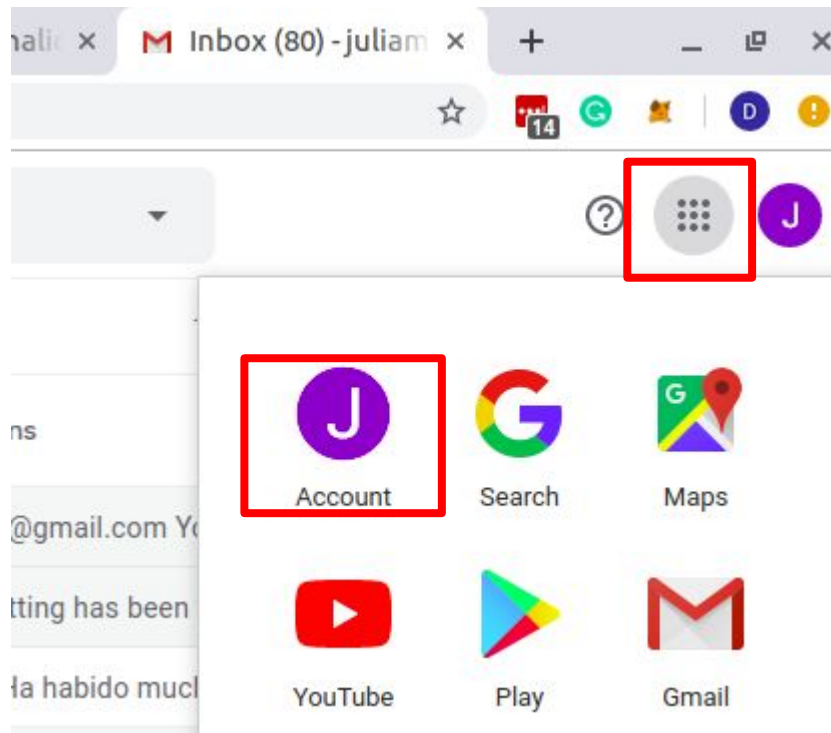 Inbox (80) - juliam
14
D
J
ns
J
G
Account Search Maps
@gmail.com Yo
tting has been
Ha habido mucl
YouTube Play Gmail